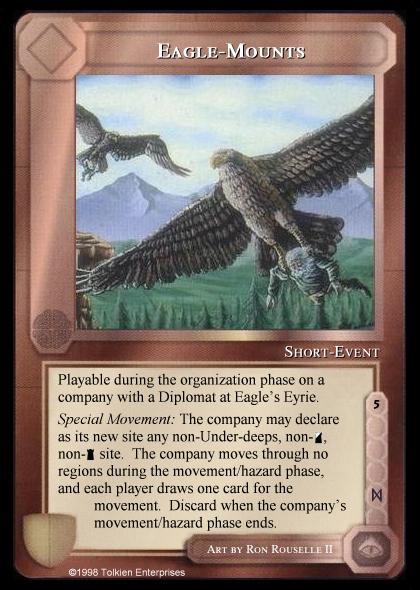 Eagle-Mounts
Short-Event
Playable during the organization phase on a
company with a Diplomat at Eagle's Eyrie.
Special Movement: The company may declare
as its new site any non-Under-deeps, non- ,
non- site. The company moves through no
regions during the movement/hazard phase,
and each player draws one card for the
movement. Discard when the company's
movement/hazard phase ends.
5
ᛞ
Art by Ron Rouselle II
©1998 Tolkien Enterprises